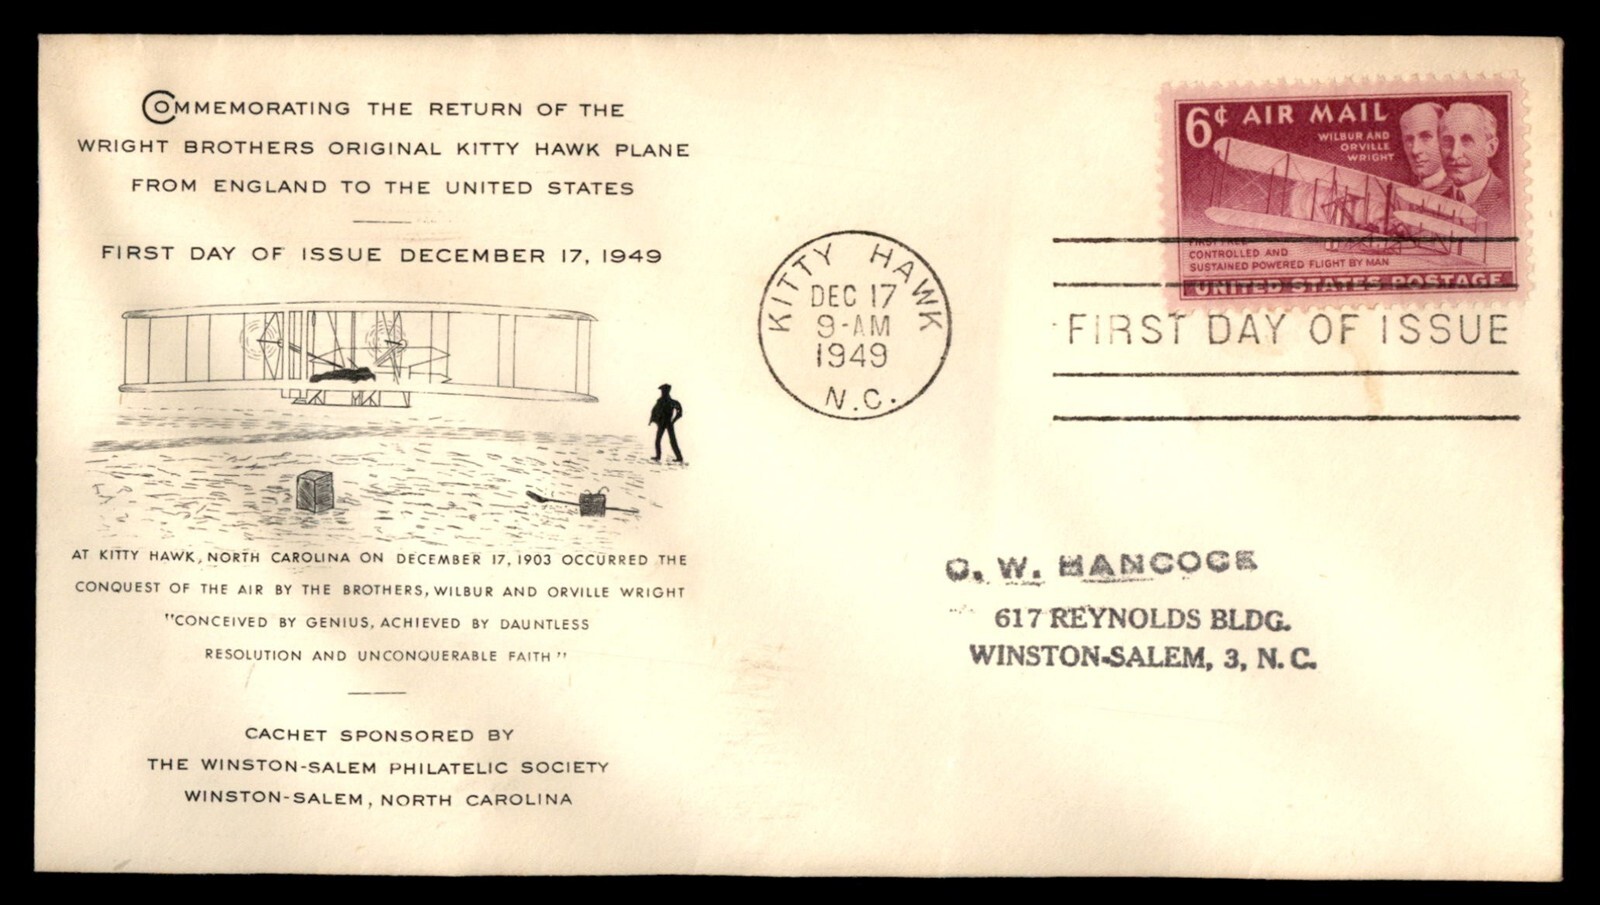 COMMEMORATING THE RETURN OF THE
WRIGHT BROTHERS ORIGINAL KITTY HAWK PLANE
FROM ENGLAND TO THE UNITED STATES
FIRST DAY OF ISSUE DECEMBER 17, 1949
AT KITTY HAWK, NORTH CAROLINA ON DECEMBER 17, 1903 OCCURRED THE
CONQUEST OF THE AIR BY THE BROTHERS, WILBUR AND ORVILLE WRIGHT
"CONCEIVED BY GENIUS, ACHIEVED BY DAUNTLESS
RESOLUTION AND UNCONQUERABLE FAITH"
CACHET SPONSORED BY
THE WINSTON-SALEM PHILATELIC SOCIETY
WINSTON-SALEM, NORTH CAROLINA
KITTY HAWK
DEC 17
9-AM
1949
N.C.
6¢ AIR MAIL
WILBUR AND
ORVILLE
WRIGHT
FIRST FREE
CONTROLLED AND
SUSTAINED POWERED FLIGHT BY MAN
UNITED STATES POSTAGE
FIRST DAY OF ISSUE
W. HANCOCK
617 REYNOLDS BLDG.
WINSTON-SALEM, 3, N. C.